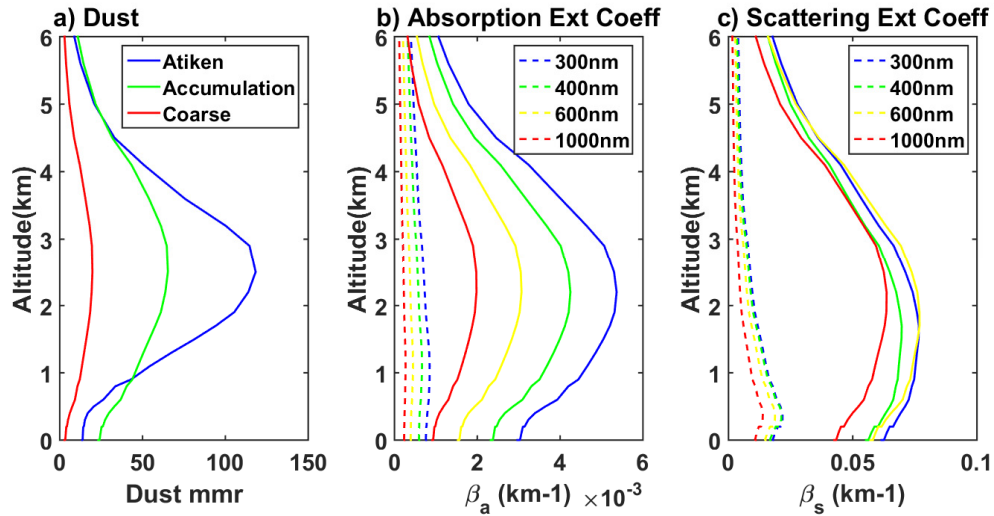 a) Dust
Altitude(km)
6
5
4
3
2
1
0
0 50 100 150
Dust mmr
Atiken
Accumulation
Coarse
b) Absorption Ext Coeff
Altitude(km)
6
5
4
3
2
1
0
0 2 4 6
βa (km-1) ×10-3
300nm
400nm
600nm
1000nm
c) Scattering Ext Coeff
Altitude(km)
6
5
4
3
2
1
0
0 0.05 0.1
βs (km-1)
300nm
400nm
600nm
1000nm